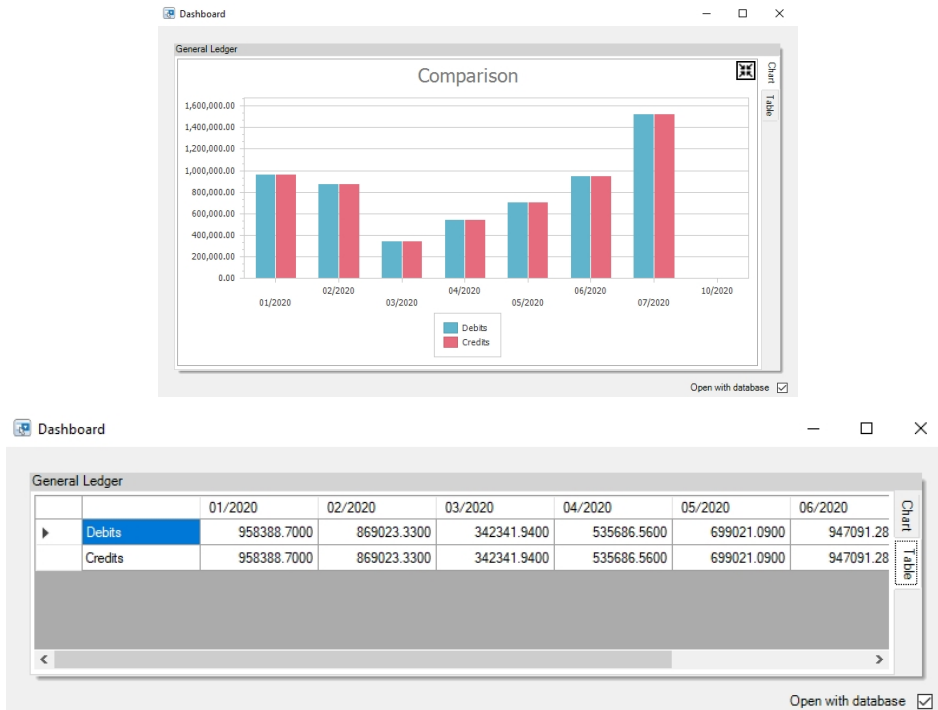 Dashboard
General Ledger
Comparison
Chart
Table
1,600,000.00
1,400,000.00
1,200,000.00
1,000,000.00
800,000.00
600,000.00
400,000.00
200,000.00
0.00
01/2020 02/2020 03/2020 04/2020 05/2020 06/2020 07/2020 10/2020
Debits
Credits
Open with database
Dashboard
General Ledger
01/2020 02/2020 03/2020 04/2020 05/2020 06/2020
Debits 958388.7000 869023.3300 342341.9400 535686.5600 699021.0900 947091.28
Credits 958388.7000 869023.3300 342341.9400 535686.5600 699021.0900 947091.28
Chart
Table
Open with database